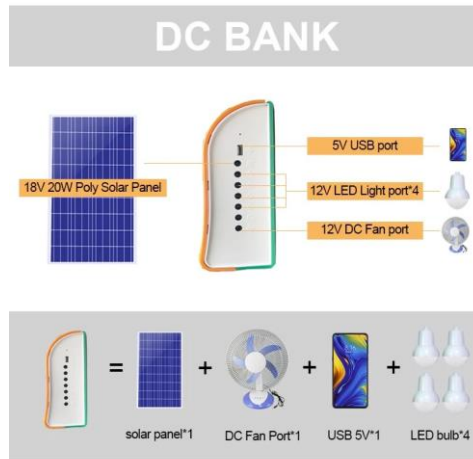 DC BANK
5V USB port
18V 20W Poly Solar Panel
12V LED Light port*4
12V DC Fan port
=
+
+
+
solar panel*1
DC Fan Port*1
USB 5V*1
LED bulb*4